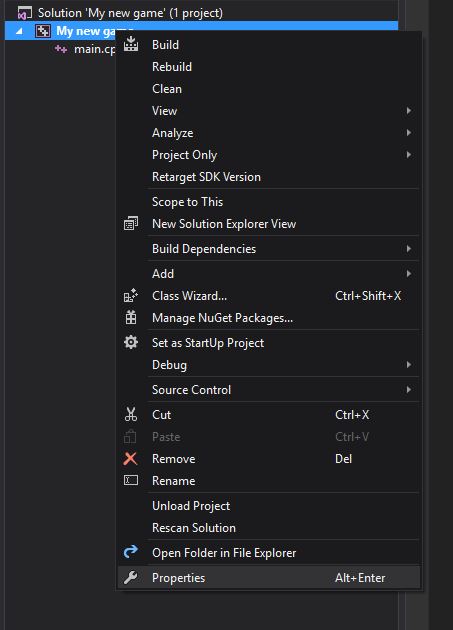 Solution 'My new game' (1 project)
My new game
main.cp
Build
Rebuild
Clean
View
Analyze
Project Only
Retarget SDK Version
Scope to This
New Solution Explorer View
Build Dependencies
Add
Class Wizard... Ctrl+Shift+X
Manage NuGet Packages...
Set as StartUp Project
Debug
Source Control
Cut Ctrl+X
Paste Ctrl+V
Remove Del
Rename
Unload Project
Rescan Solution
Open Folder in File Explorer
Properties Alt+Enter